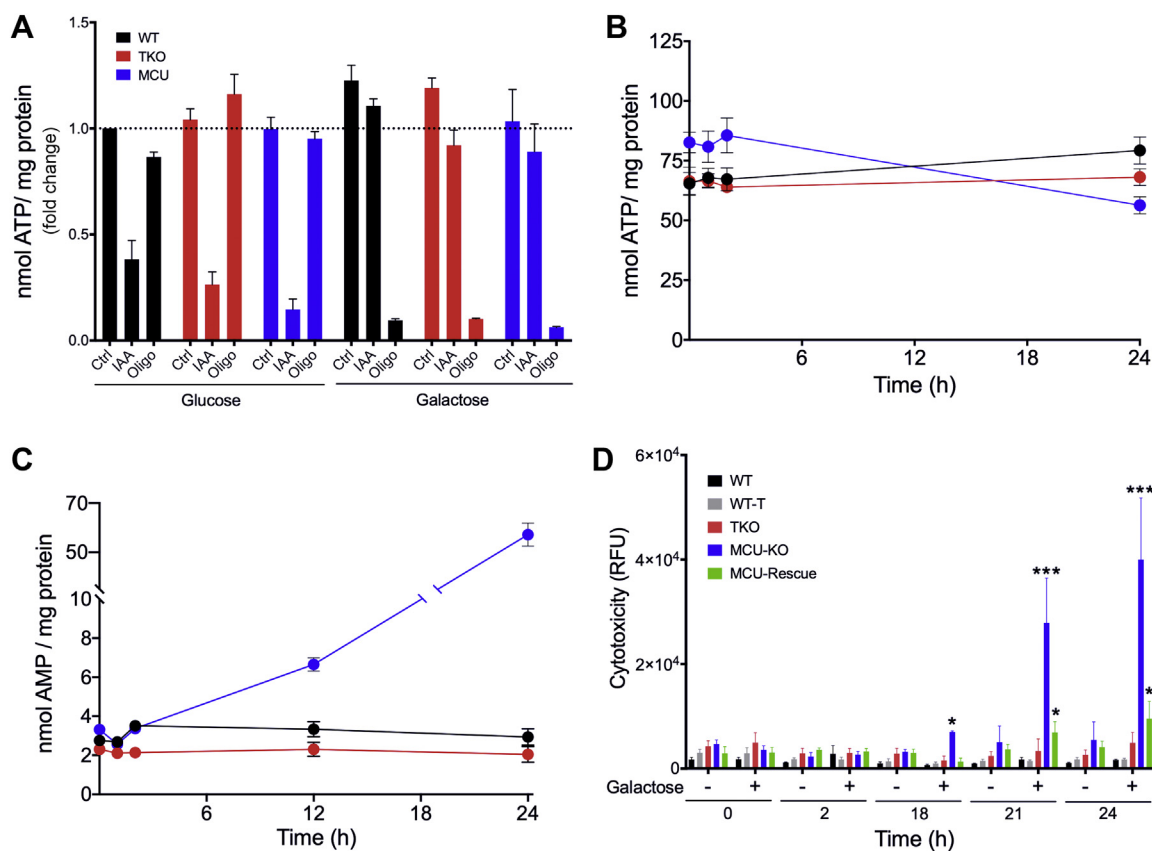 A
nmol ATP/ mg protein
(fold change)
1.5
1.0
0.5
0.0
WT
TKO
MCU
Ctrl IAA Oligo Ctrl IAA Oligo Ctrl IAA Oligo Ctrl IAA Oligo Ctrl IAA Oligo Ctrl IAA Oligo
Glucose Galactose
B
nmol ATP/ mg protein
125
100
75
50
25
0
6 12 18 24
Time (h)
C
nmol AMP / mg protein
70
50
10
8
6
4
2
0
6 12 18 24
Time (h)
D
Cytotoxicity (RFU)
6×10⁴
4×10⁴
2×10⁴
0
WT
WT-T
TKO
MCU-KO
MCU-Rescue
* *** * *** *
Galactose - + - + - + - + - +
0 2 18 21 24
Time (h)